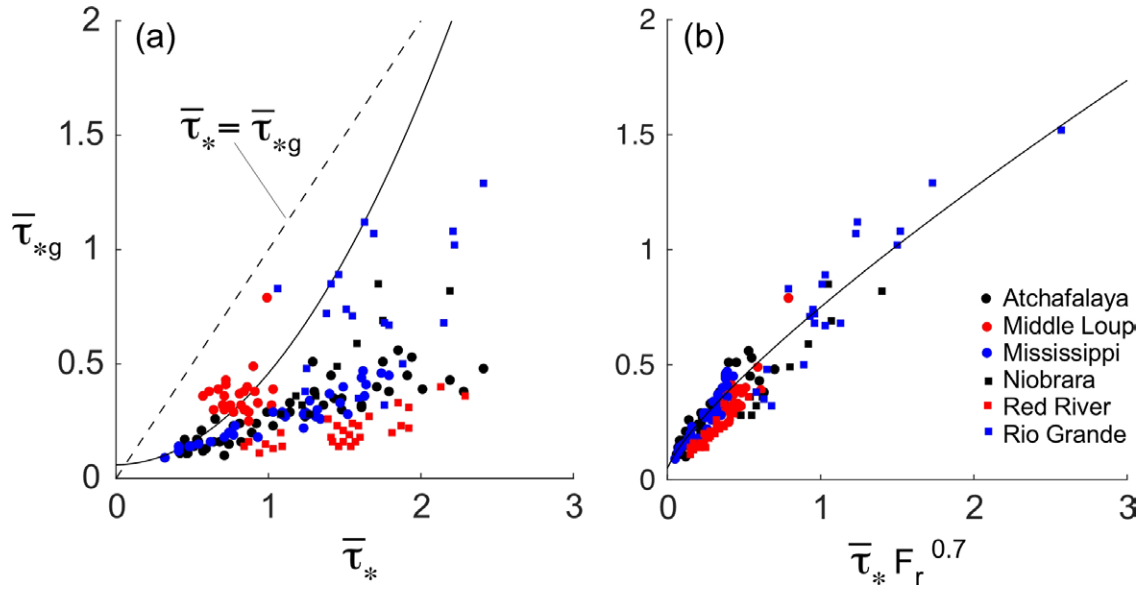 (a)
2
1.5
1
0.5
0
0 1 2 3
τ̅*g
τ̅* = τ̅*g
τ̅*
(b)
2
1.5
1
0.5
0
0 1 2 3
Atchafalaya
Middle Loup
Mississippi
Niobrara
Red River
Rio Grande
τ̅* Fr^0.7